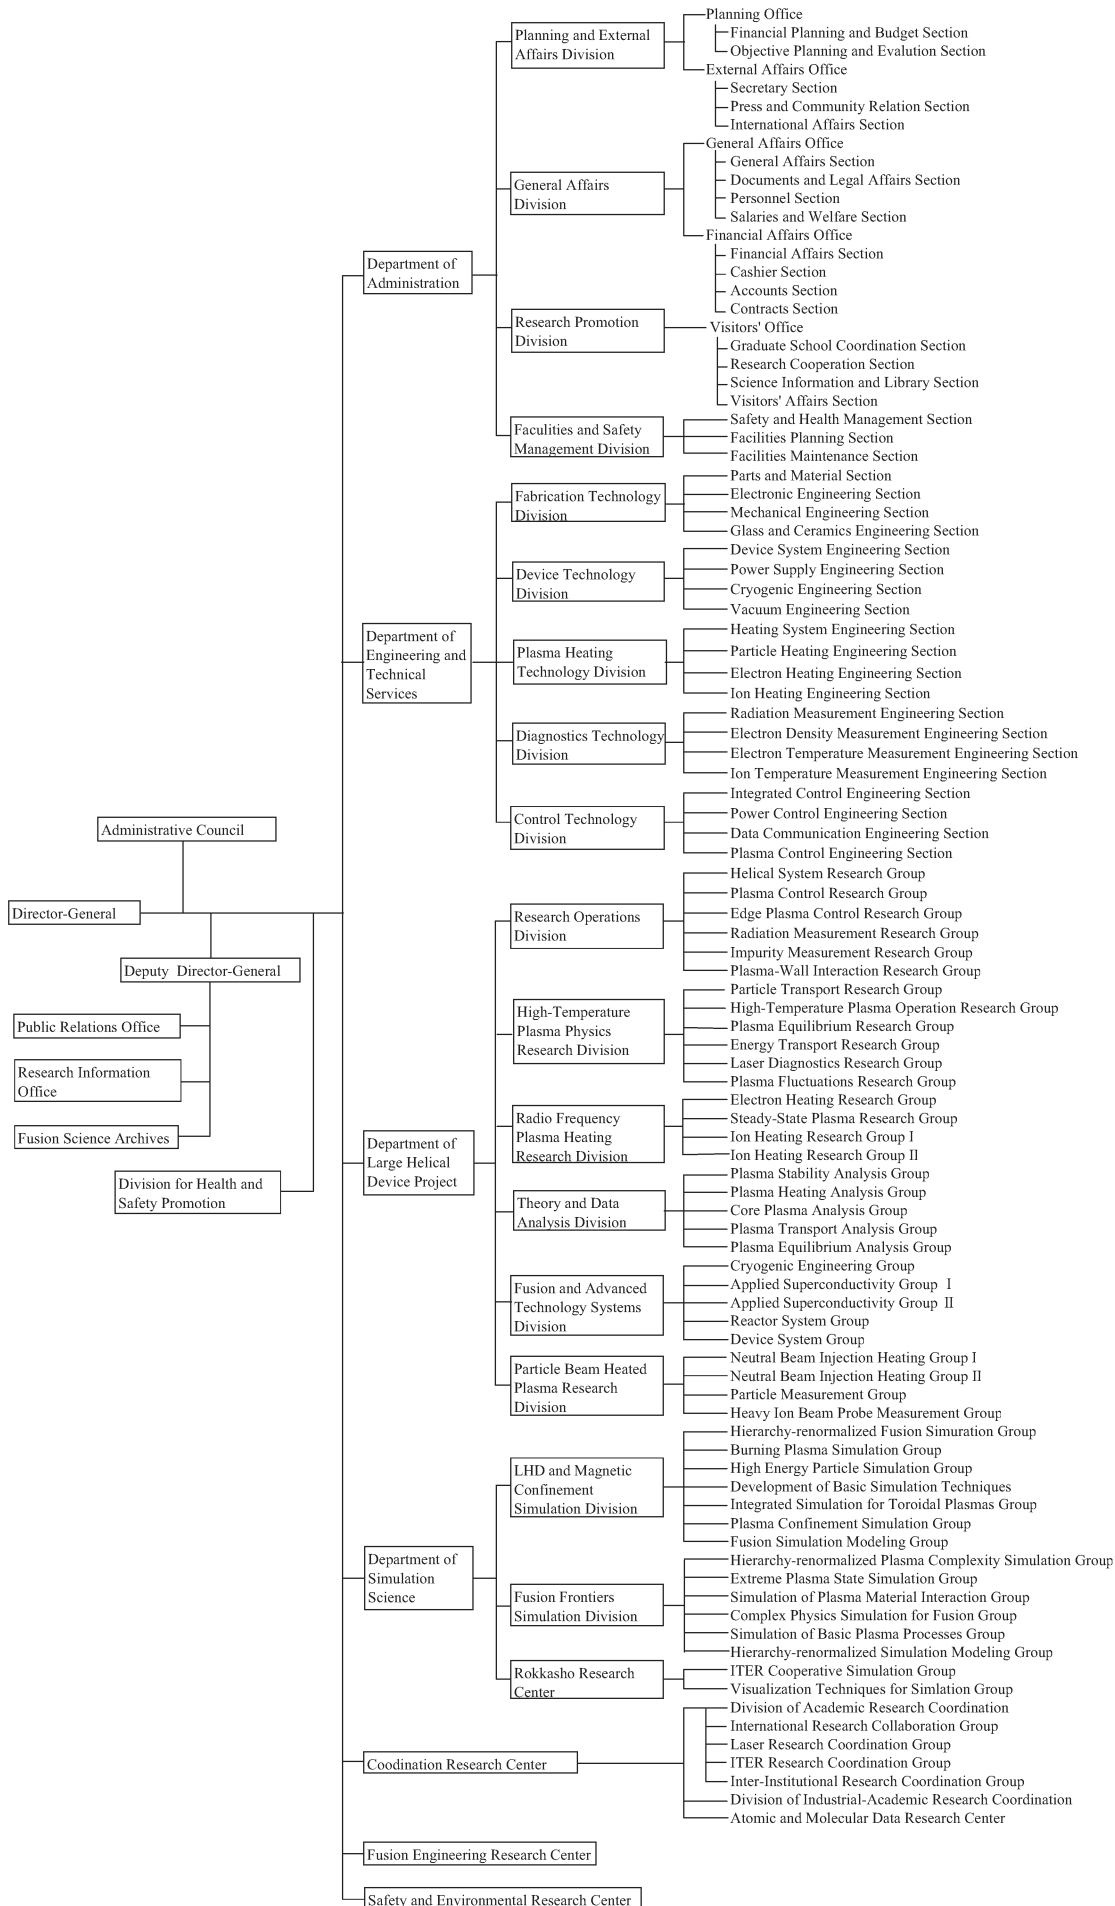 Planning and External
Affairs Division
Planning Office
Financial Planning and Budget Section
Objective Planning and Evalution Section
External Affairs Office
Secretary Section
Press and Community Relation Section
International Affairs Section
General Affairs
Division
General Affairs Office
General Affairs Section
Documents and Legal Affairs Section
Personnel Section
Salaries and Welfare Section
Financial Affairs Office
Financial Affairs Section
Cashier Section
Accounts Section
Contracts Section
Department of
Administration
Research Promotion
Division
Visitors' Office
Graduate School Coordination Section
Research Cooperation Section
Science Information and Library Section
Visitors' Affairs Section
Faculities and Safety
Management Division
Safety and Health Management Section
Facilities Planning Section
Facilities Maintenance Section
Fabrication Technology
Division
Parts and Material Section
Electronic Engineering Section
Mechanical Engineering Section
Glass and Ceramics Engineering Section
Device Technology
Division
Device System Engineering Section
Power Supply Engineering Section
Cryogenic Engineering Section
Vacuum Engineering Section
Department of
Engineering and
Technical
Services
Plasma Heating
Technology Division
Heating System Engineering Section
Particle Heating Engineering Section
Electron Heating Engineering Section
Ion Heating Engineering Section
Diagnostics Technology
Division
Radiation Measurement Engineering Section
Electron Density Measurement Engineering Section
Electron Temperature Measurement Engineering Section
Ion Temperature Measurement Engineering Section
Control Technology
Division
Integrated Control Engineering Section
Power Control Engineering Section
Data Communication Engineering Section
Plasma Control Engineering Section
Administrative Council
Director-General
Deputy Director-General
Public Relations Office
Research Information
Office
Fusion Science Archives
Division for Health and
Safety Promotion
Research Operations
Division
Helical System Research Group
Plasma Control Research Group
Edge Plasma Control Research Group
Radiation Measurement Research Group
Impurity Measurement Research Group
Plasma-Wall Interaction Research Group
High-Temperature
Plasma Physics
Research Division
Particle Transport Research Group
High-Temperature Plasma Operation Research Group
Plasma Equilibrium Research Group
Energy Transport Research Group
Laser Diagnostics Research Group
Plasma Fluctuations Research Group
Department of
Large Helical
Device Project
Radio Frequency
Plasma Heating
Research Division
Electron Heating Research Group
Steady-State Plasma Research Group
Ion Heating Research Group I
Ion Heating Research Group II
Theory and Data
Analysis Division
Plasma Stability Analysis Group
Plasma Heating Analysis Group
Core Plasma Analysis Group
Plasma Transport Analysis Group
Plasma Equilibrium Analysis Group
Fusion and Advanced
Technology Systems
Division
Cryogenic Engineering Group
Applied Superconductivity Group I
Applied Superconductivity Group II
Reactor System Group
Device System Group
Particle Beam Heated
Plasma Research
Division
Neutral Beam Injection Heating Group I
Neutral Beam Injection Heating Group II
Particle Measurement Group
Heavy Ion Beam Probe Measurement Group
LHD and Magnetic
Confinement
Simulation Division
Hierarchy-renormalized Fusion Simuration Group
Burning Plasma Simulation Group
High Energy Particle Simulation Group
Development of Basic Simulation Techniques
Integrated Simulation for Toroidal Plasmas Group
Plasma Confinement Simulation Group
Fusion Simulation Modeling Group
Department of
Simulation
Science
Fusion Frontiers
Simulation Division
Hierarchy-renormalized Plasma Complexity Simulation Group
Extreme Plasma State Simulation Group
Simulation of Plasma Material Interaction Group
Complex Physics Simulation for Fusion Group
Simulation of Basic Plasma Processes Group
Hierarchy-renormalized Simulation Modeling Group
Rokkasho Research
Center
ITER Cooperative Simulation Group
Visualization Techniques for Simlation Group
Coodination Research Center
Division of Academic Research Coordination
International Research Collaboration Group
Laser Research Coordination Group
ITER Research Coordination Group
Inter-Institutional Research Coordination Group
Division of Industrial-Academic Research Coordination
Atomic and Molecular Data Research Center
Fusion Engineering Research Center
Safety and Environmental Research Center